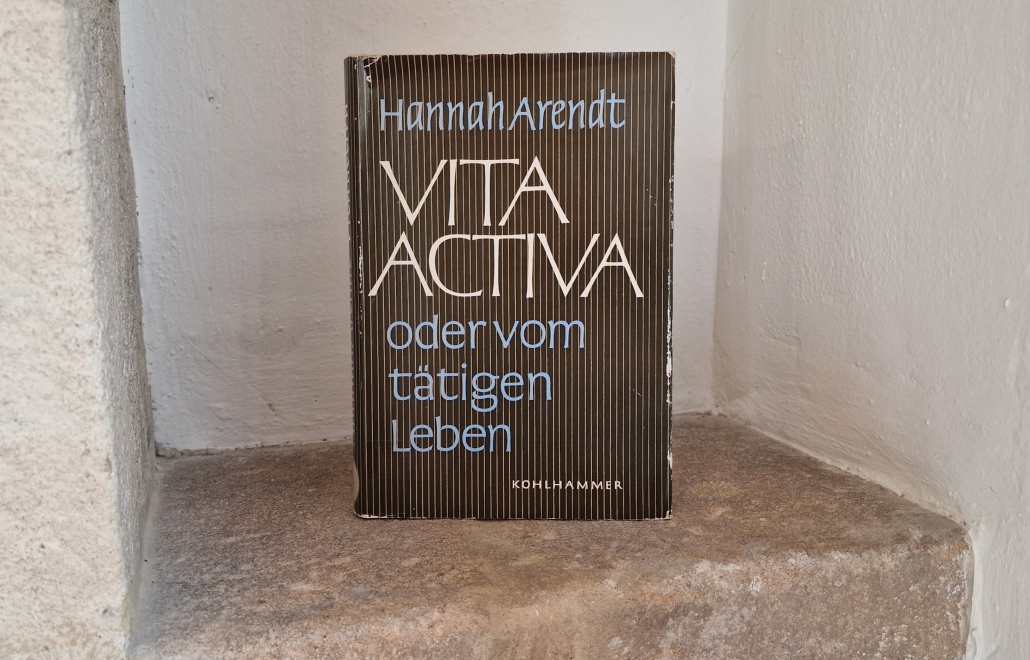 Hannah Arendt
VITA
ACTIVA
oder vom
tätigen
Leben
KOHLHAMMER